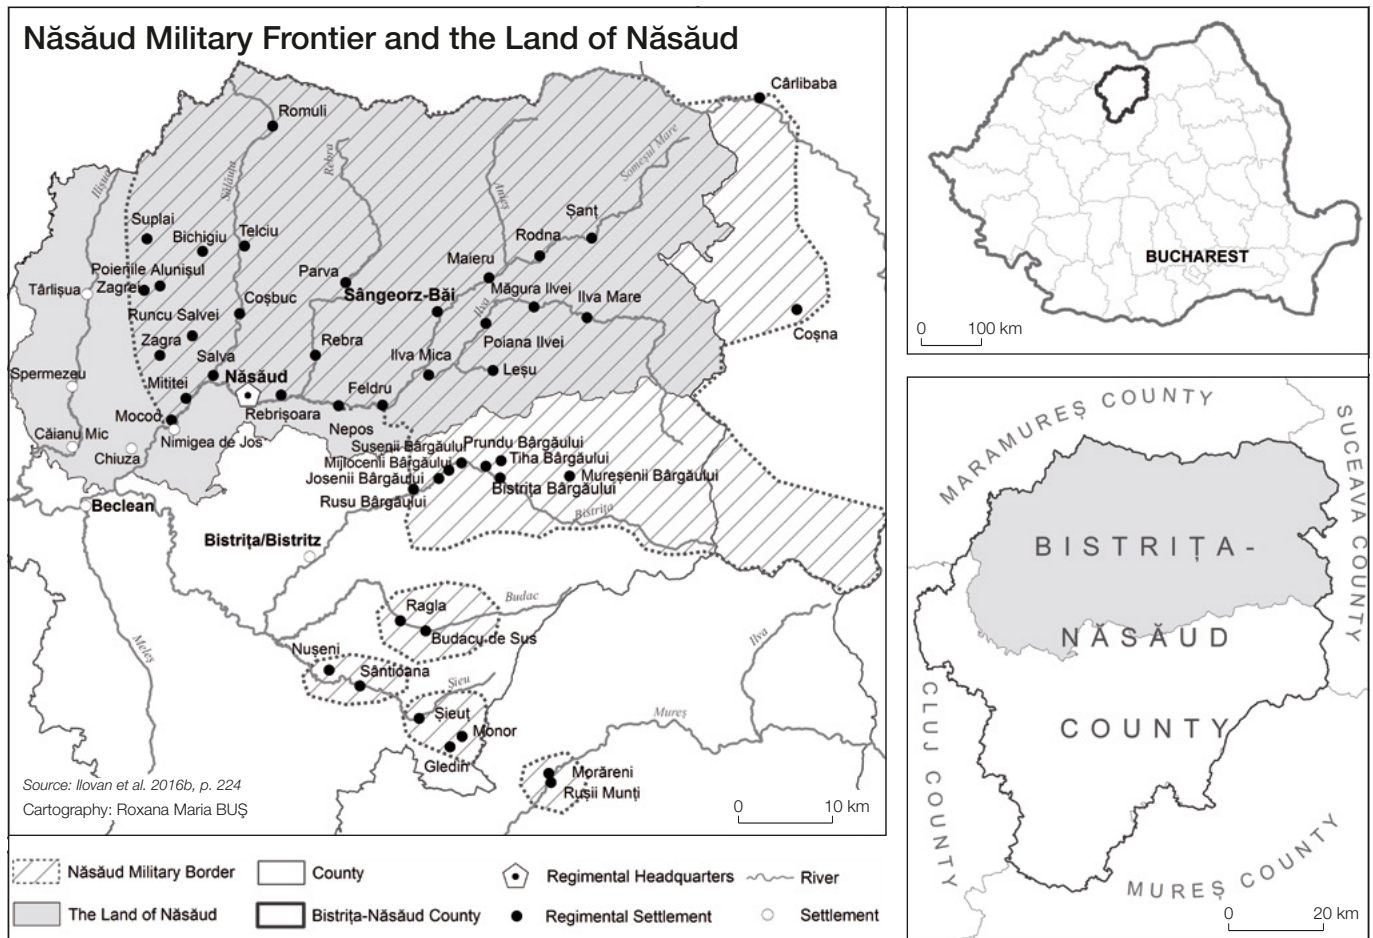 Năsăud Military Frontier and the Land of Năsăud
Cârlibaba
Romuli
Ilișua
Sălăuța
Rebra
Anieș
Someșul Mare
Suplai
Bichigiu
Telciu
Șanț
Rodna
Maieru
Parva
Poienile Zagrei
Alunișul
Târlișua
Sângeorz-Băi
Măgura Ilvei
Ilva Mare
Coșbuc
Ilva
Coșna
Runcu Salvei
Zagra
Rebra
Poiana Ilvei
Ilva Mica
Salva
Leșu
Spermezeu
Năsăud
Mititei
Feldru
Mocod
Rebrișoara
Nepos
Nimigea de Jos
Căianu Mic
Chiuza
Susenii Bârgăului
Prundu Bârgăului
Mijlocenii Bârgăului
Tiha Bârgăului
Josenii Bârgăului
Mureșenii Bârgăului
Bistrița Bârgăului
Rusu Bârgăului
Bistrița
Beclean
Bistrița/Bistritz
Budac
Ragla
Budacu de Sus
Nușeni
Sântioana
Meleș
Ilva
Șieu
Mureș
Șieuț
Monor
Gledin
Morăreni
Rușii Munți
Source: Ilovan et al. 2016b, p. 224
Cartography: Roxana Maria BUȘ
0 10 km
BUCHAREST
0 100 km
MARAMUREȘ COUNTY
SUCEAVA COUNTY
BISTRIȚA-
NĂSĂUD
COUNTY
CLUJ COUNTY
MUREȘ COUNTY
0 20 km
Năsăud Military Border
County
Regimental Headquarters
River
The Land of Năsăud
Bistrița-Năsăud County
Regimental Settlement
Settlement